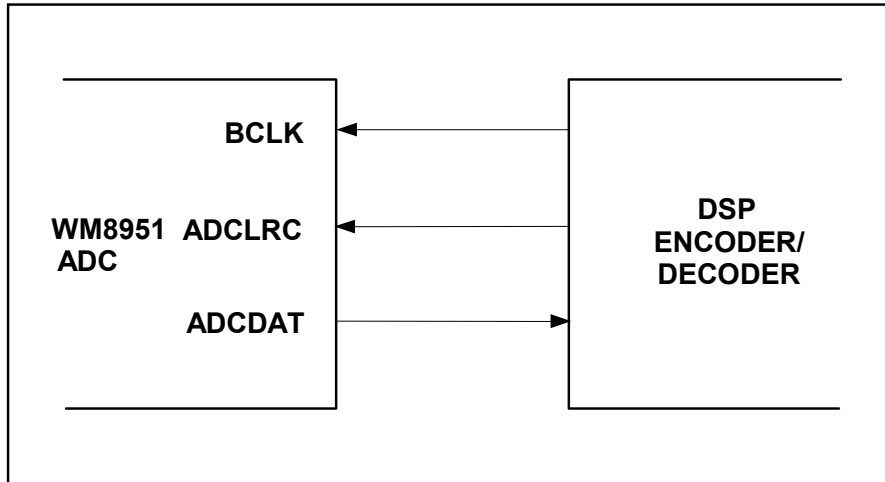 BCLK
WM8951 ADCLRC
ADC
ADCDAT
DSP
ENCODER/
DECODER